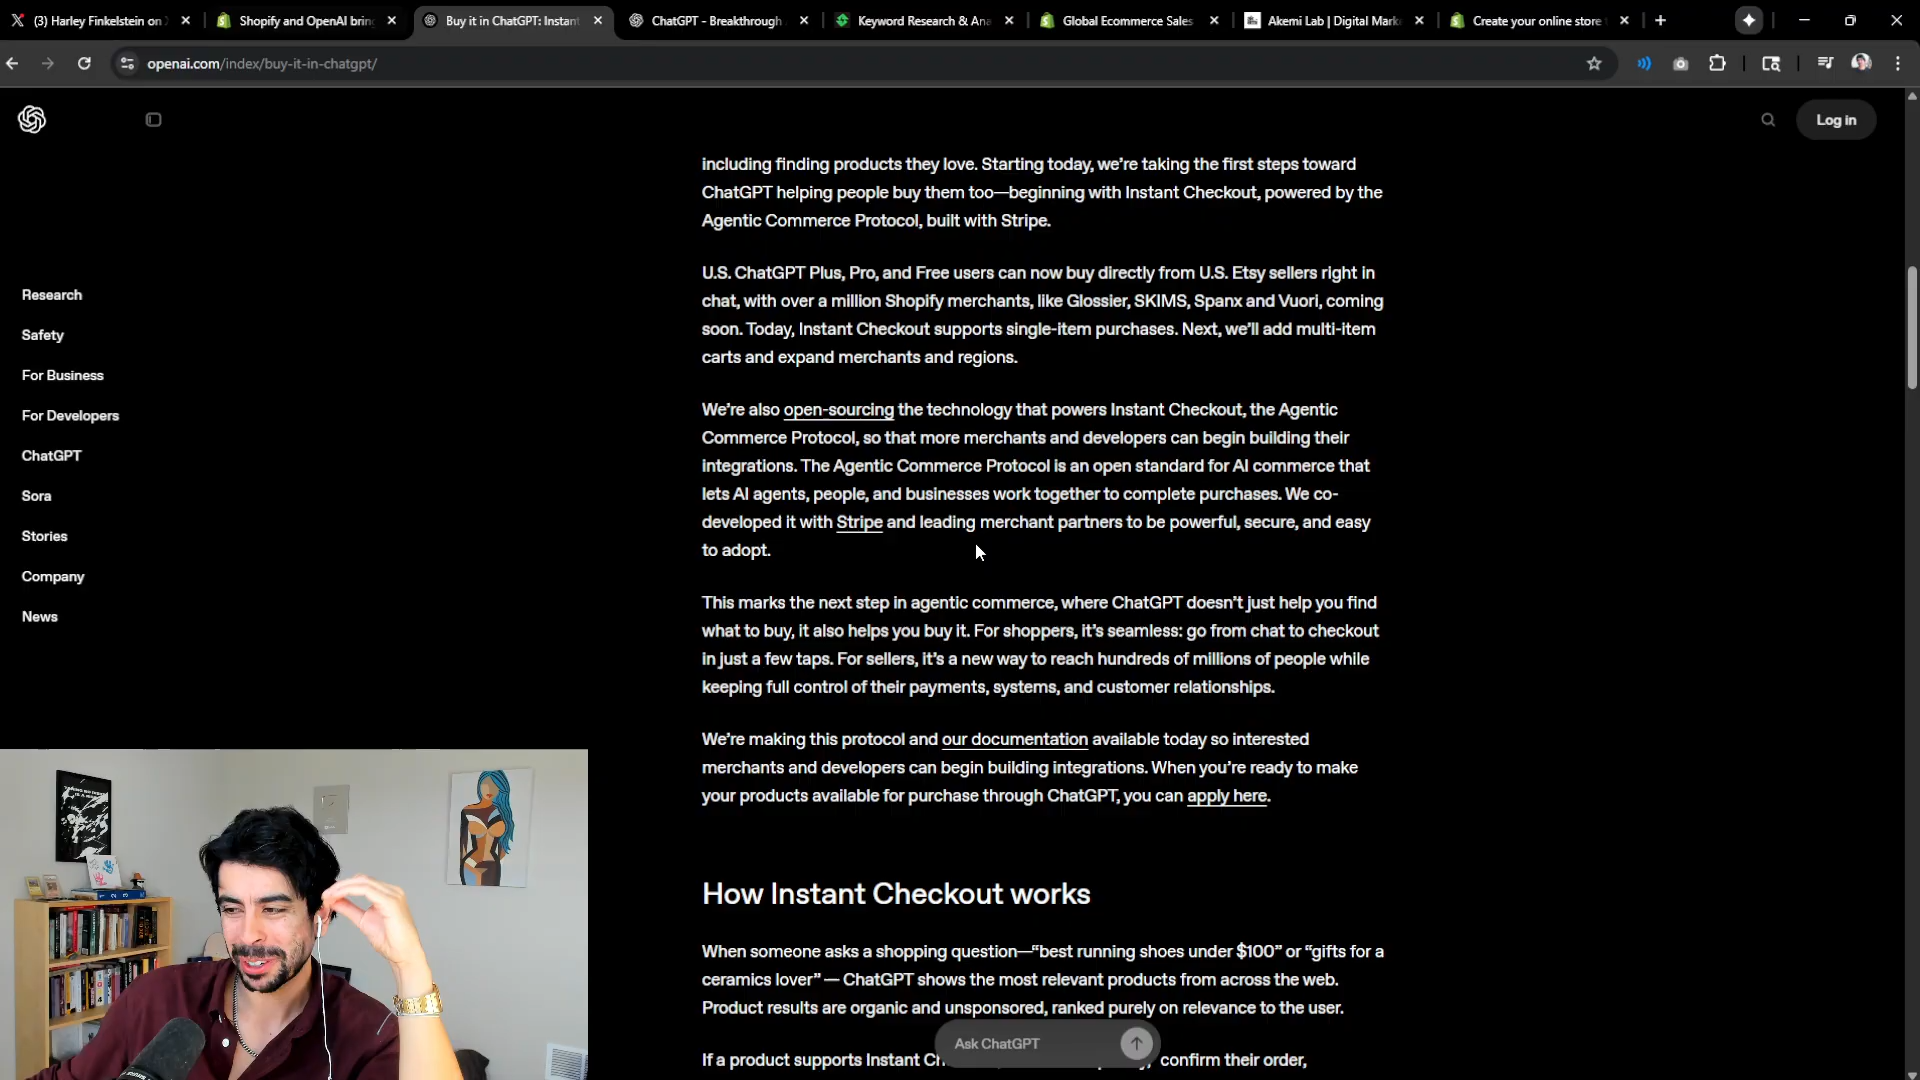 (3) Harley Finkelstein on X
Shopify and OpenAI brin
Buy it in ChatGPT: Instan
ChatGPT - Breakthrough
Keyword Research & Ana
Global Ecommerce Sales
Akemi Lab | Digital Mark
Create your online store
openai.com/index/buy-it-in-chatgpt/
Log in
Research
Safety
For Business
For Developers
ChatGPT
Sora
Stories
Company
News
including finding products they love. Starting today, we’re taking the first steps toward
ChatGPT helping people buy them too—beginning with Instant Checkout, powered by the
Agentic Commerce Protocol, built with Stripe.
U.S. ChatGPT Plus, Pro, and Free users can now buy directly from U.S. Etsy sellers right in
chat, with over a million Shopify merchants, like Glossier, SKIMS, Spanx and Vuori, coming
soon. Today, Instant Checkout supports single-item purchases. Next, we’ll add multi-item
carts and expand merchants and regions.
We’re also open-sourcing the technology that powers Instant Checkout, the Agentic
Commerce Protocol, so that more merchants and developers can begin building their
integrations. The Agentic Commerce Protocol is an open standard for AI commerce that
lets AI agents, people, and businesses work together to complete purchases. We co-
developed it with Stripe and leading merchant partners to be powerful, secure, and easy
to adopt.
This marks the next step in agentic commerce, where ChatGPT doesn’t just help you find
what to buy, it also helps you buy it. For shoppers, it’s seamless: go from chat to checkout
in just a few taps. For sellers, it’s a new way to reach hundreds of millions of people while
keeping full control of their payments, systems, and customer relationships.
We’re making this protocol and our documentation available today so interested
merchants and developers can begin building integrations. When you’re ready to make
your products available for purchase through ChatGPT, you can apply here.
How Instant Checkout works
When someone asks a shopping question—“best running shoes under $100” or “gifts for a
ceramics lover” — ChatGPT shows the most relevant products from across the web.
Product results are organic and unsponsored, ranked purely on relevance to the user.
Ask ChatGPT
If a product supports Instant Ch confirm their order,